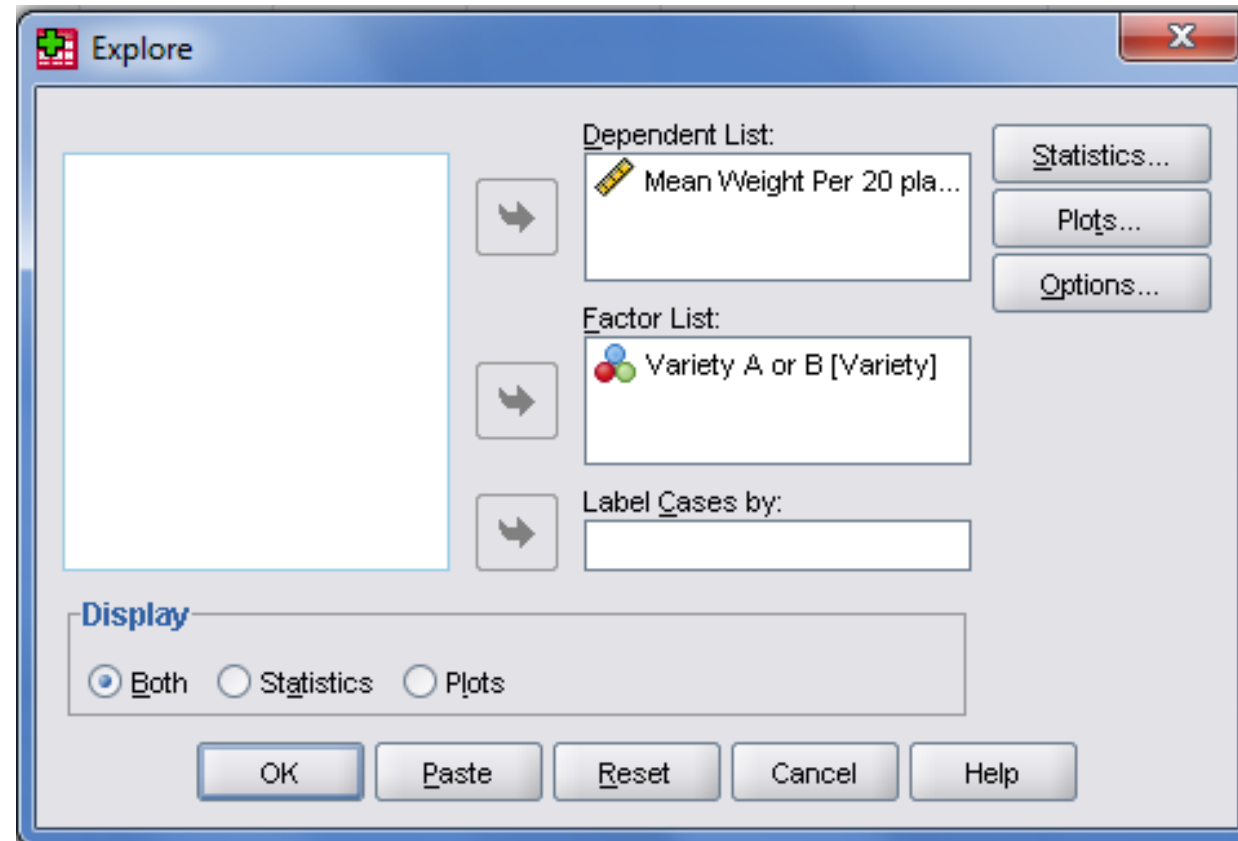 Explore
Dependent List:
Mean Weight Per 20 pla...
Statistics...
Plots...
Options...
Factor List:
Variety A or B [Variety]
Label Cases by:
Display
Both Statistics Plots
OK Paste Reset Cancel Help